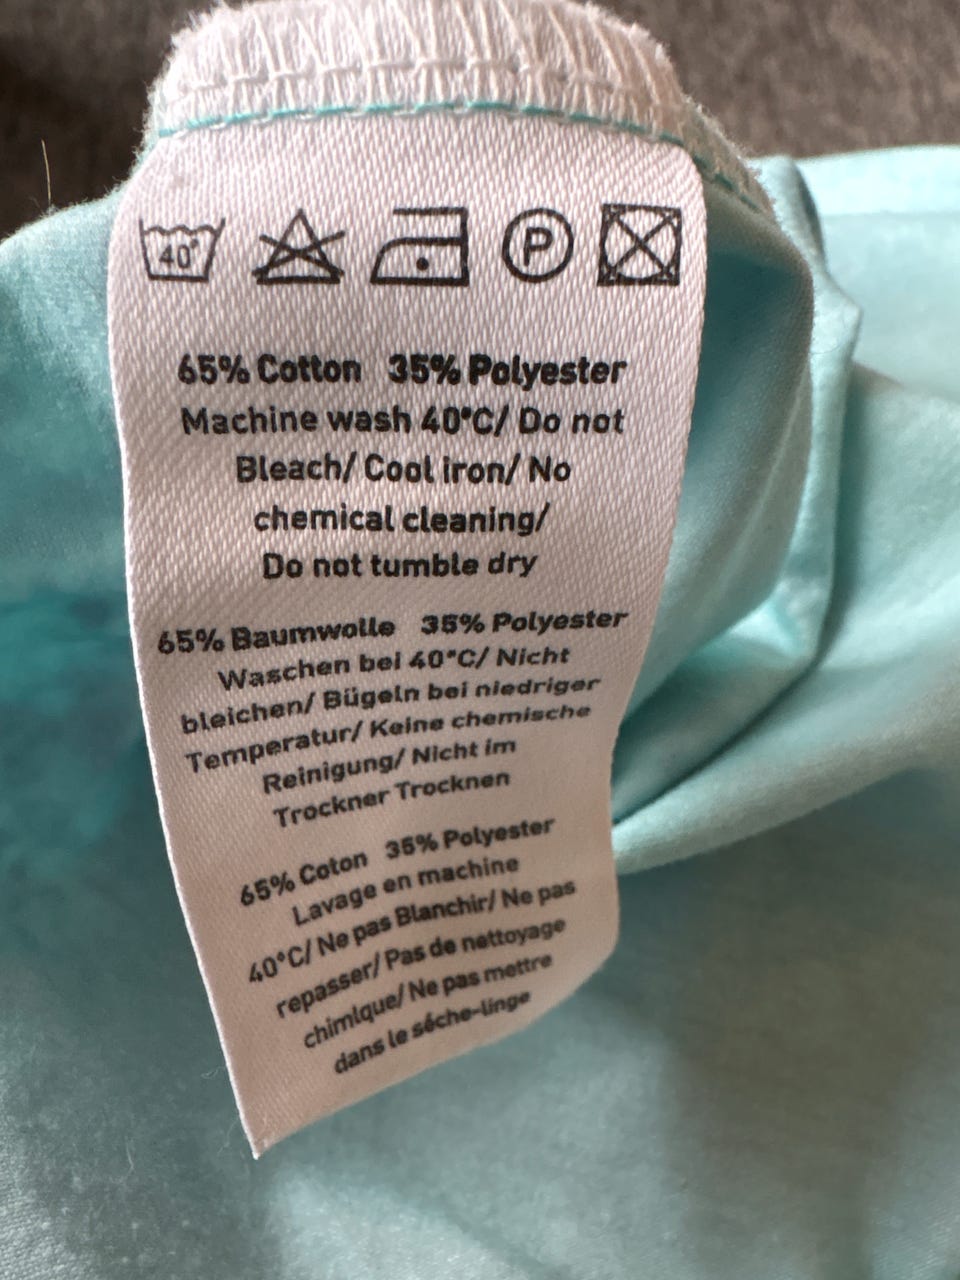 40°
P
65% Cotton 35% Polyester
Machine wash 40°C/ Do not
Bleach/ Cool iron/ No
chemical cleaning/
Do not tumble dry
65% Baumwolle 35% Polyester
Waschen bei 40°C/ Nicht
bleichen/ Bügeln bei niedriger
Temperatur/ Keine chemische
Reinigung/ Nicht im
Trockner Trocknen
65% Coton 35% Polyester
Lavage en machine
40°C/ Ne pas Blanchir/ Ne pas
repasser/ Pas de nettoyage
chimique/ Ne pas mettre
dans le séche-linge